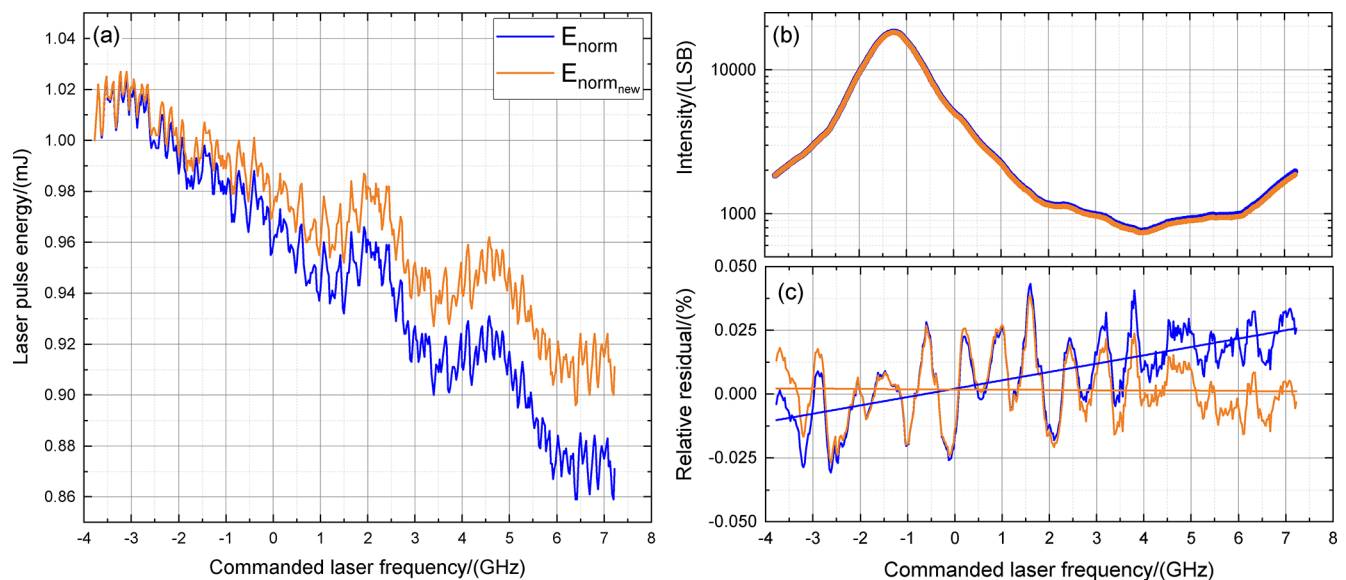 (a)
E norm
E norm new
1.04
1.02
1.00
0.98
0.96
0.94
0.92
0.90
0.88
0.86
Laser pulse energy/(mJ)
-4 -3 -2 -1 0 1 2 3 4 5 6 7 8
Commanded laser frequency/(GHz)
(b)
10000
1000
Intensity/(LSB)
(c)
0.050
0.025
0.000
-0.025
-0.050
Relative residual/(%)
-4 -3 -2 -1 0 1 2 3 4 5 6 7 8
Commanded laser frequency/(GHz)